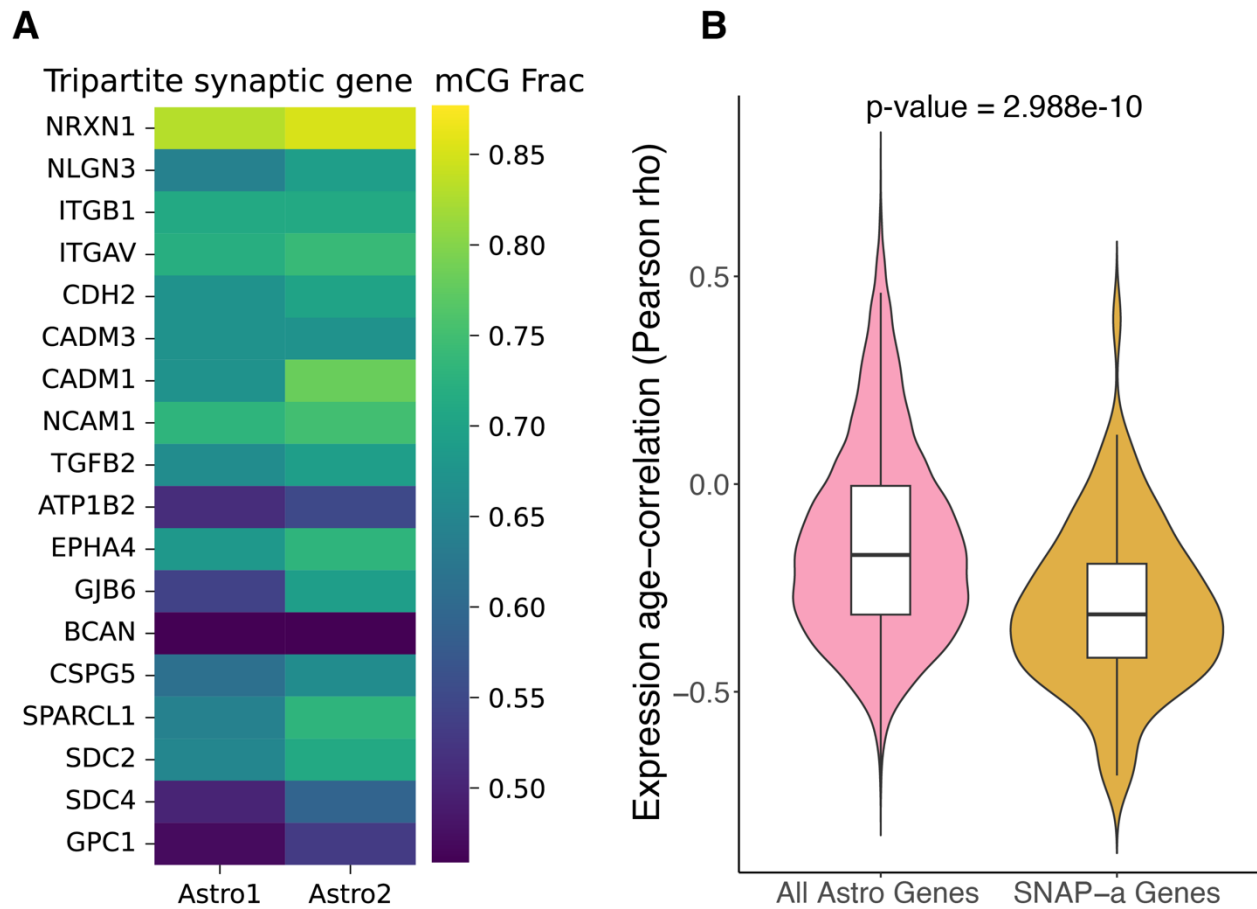 A
Tripartite synaptic gene
mCG Frac
NRXN1
NLGN3
ITGB1
ITGAV
CDH2
CADM3
CADM1
NCAM1
TGFB2
ATP1B2
EPHA4
GJB6
BCAN
CSPG5
SPARCL1
SDC2
SDC4
GPC1
Astro1
Astro2
0.85
0.80
0.75
0.70
0.65
0.60
0.55
0.50
B
p-value = 2.988e-10
Expression age−correlation (Pearson rho)
0.5
0.0
−0.5
All Astro Genes
SNAP−a Genes